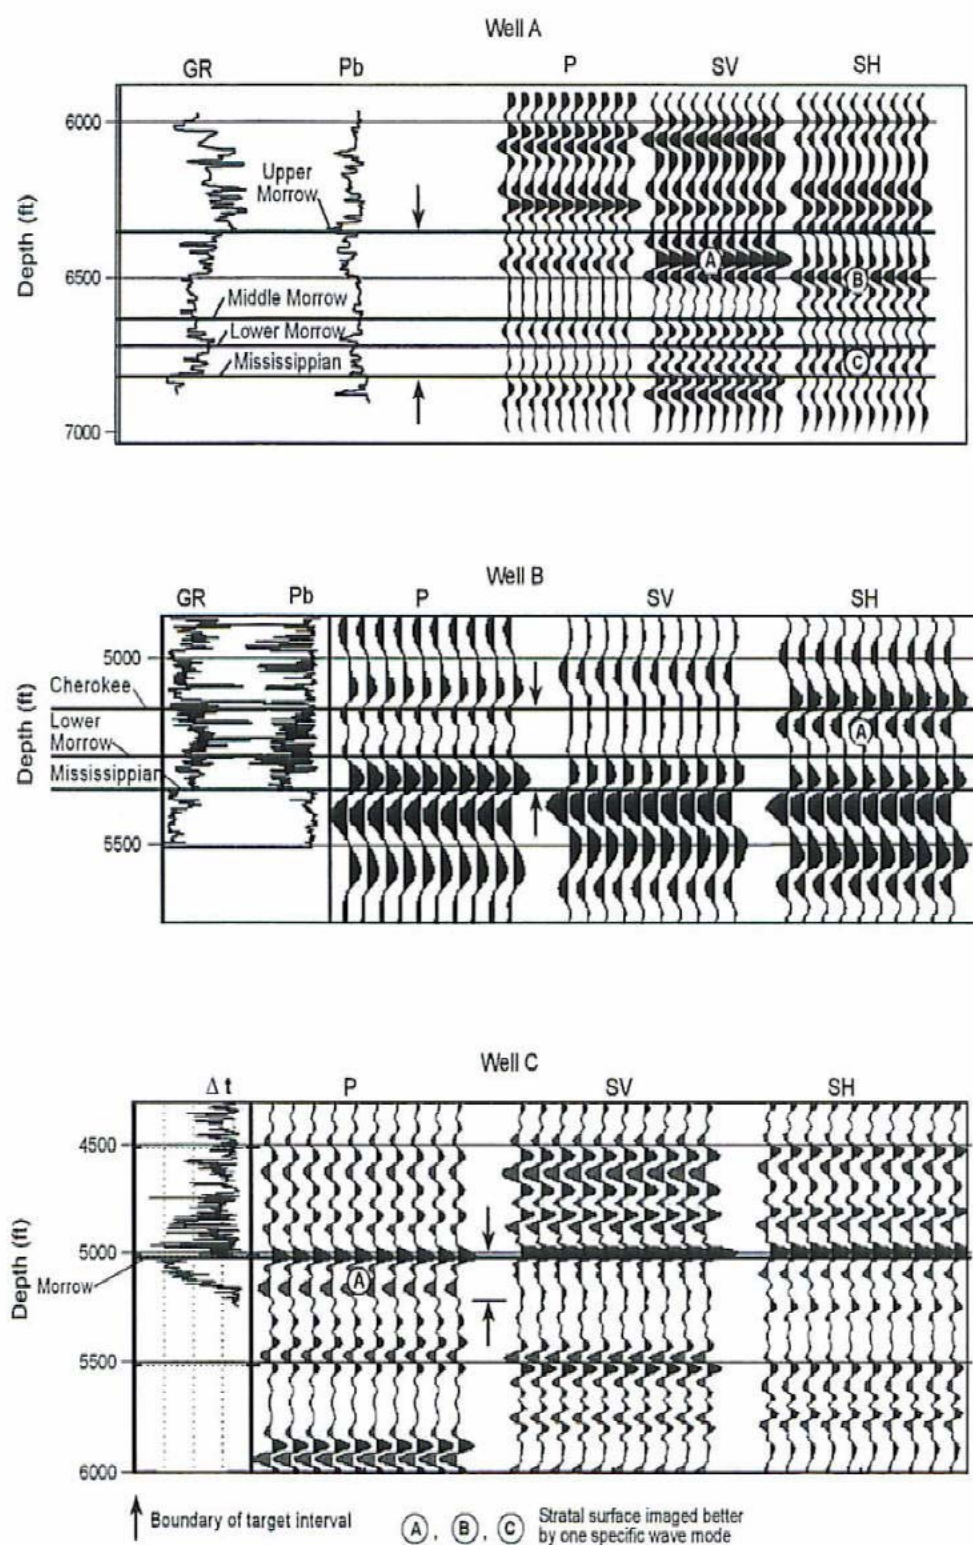 Well A
GR Pb P SV SH
Depth (ft)
6000
Upper
Morrow
A
6500
B
Middle Morrow
Lower Morrow
Mississippian
C
7000
Well B
GR Pb P SV SH
Depth (ft)
5000
Cherokee
Lower
Morrow
A
Mississippian
5500
Well C
Δ t P SV SH
Depth (ft)
4500
5000
Morrow
A
5500
6000
Boundary of target interval
A , B , C Stratal surface imaged better
by one specific wave mode